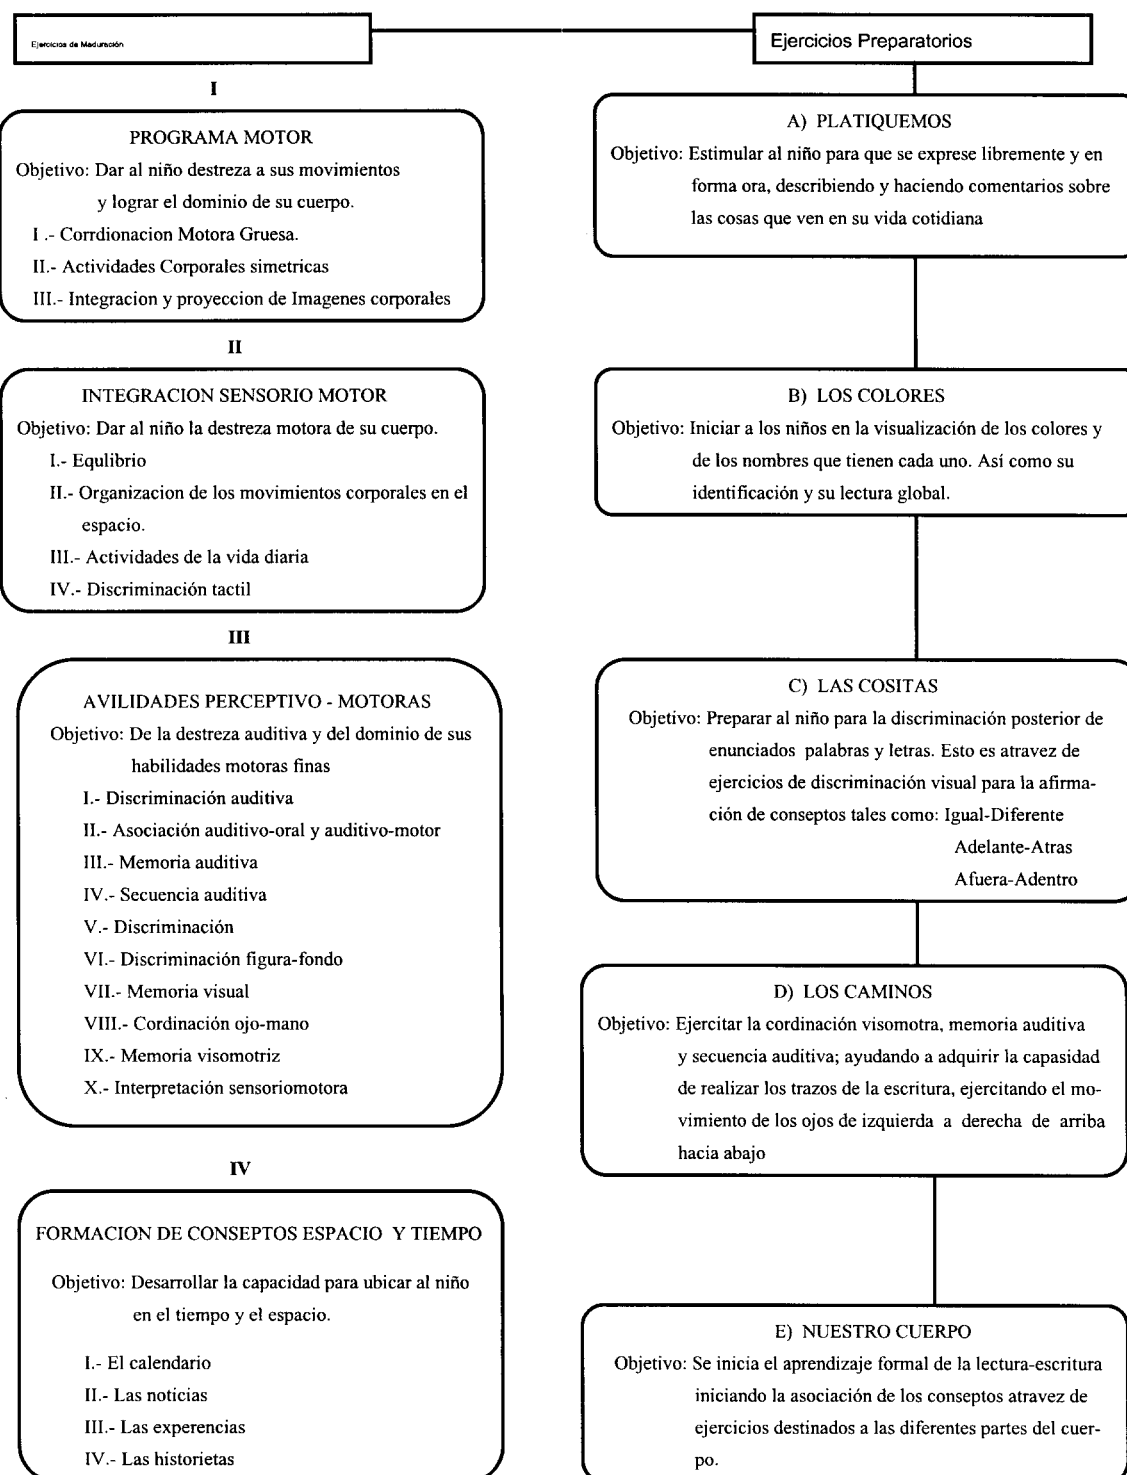 Ejercicios de Maduración
I
PROGRAMA MOTOR
Objetivo: Dar al niño destreza a sus movimientos
y lograr el dominio de su cuerpo.
I .- Corrdionacion Motora Gruesa.
II.- Actividades Corporales simetricas
III.- Integracion y proyeccion de Imagenes corporales
II
INTEGRACION SENSORIO MOTOR
Objetivo: Dar al niño la destreza motora de su cuerpo.
I.- Equlibrio
II.- Organizacion de los movimientos corporales en el
espacio.
III.- Actividades de la vida diaria
IV.- Discriminación tactil
III
AVILIDADES PERCEPTIVO - MOTORAS
Objetivo: De la destreza auditiva y del dominio de sus
habilidades motoras finas
I.- Discriminación auditiva
II.- Asociación auditivo-oral y auditivo-motor
III.- Memoria auditiva
IV.- Secuencia auditiva
V.- Discriminación
VI.- Discriminación figura-fondo
VII.- Memoria visual
VIII.- Cordinación ojo-mano
IX.- Memoria visomotriz
X.- Interpretación sensoriomotora
IV
FORMACION DE CONSEPTOS ESPACIO Y TIEMPO
Objetivo: Desarrollar la capacidad para ubicar al niño
en el tiempo y el espacio.
I.- El calendario
II.- Las noticias
III.- Las experencias
IV.- Las historietas
Ejercicios Preparatorios
A) PLATIQUEMOS
Objetivo: Estimular al niño para que se exprese libremente y en
forma ora, describiendo y haciendo comentarios sobre
las cosas que ven en su vida cotidiana
B) LOS COLORES
Objetivo: Iniciar a los niños en la visualización de los colores y
de los nombres que tienen cada uno. Así como su
identificación y su lectura global.
C) LAS COSITAS
Objetivo: Preparar al niño para la discriminación posterior de
enunciados palabras y letras. Esto es atravez de
ejercicios de discriminación visual para la afirma-
ción de conseptos tales como: Igual-Diferente
Adelante-Atras
Afuera-Adentro
D) LOS CAMINOS
Objetivo: Ejercitar la cordinación visomotra, memoria auditiva
y secuencia auditiva; ayudando a adquirir la capasidad
de realizar los trazos de la escritura, ejercitando el mo-
vimiento de los ojos de izquierda a derecha de arriba
hacia abajo
E) NUESTRO CUERPO
Objetivo: Se inicia el aprendizaje formal de la lectura-escritura
iniciando la asociación de los conseptos atravez de
ejercicios destinados a las diferentes partes del cuer-
po.